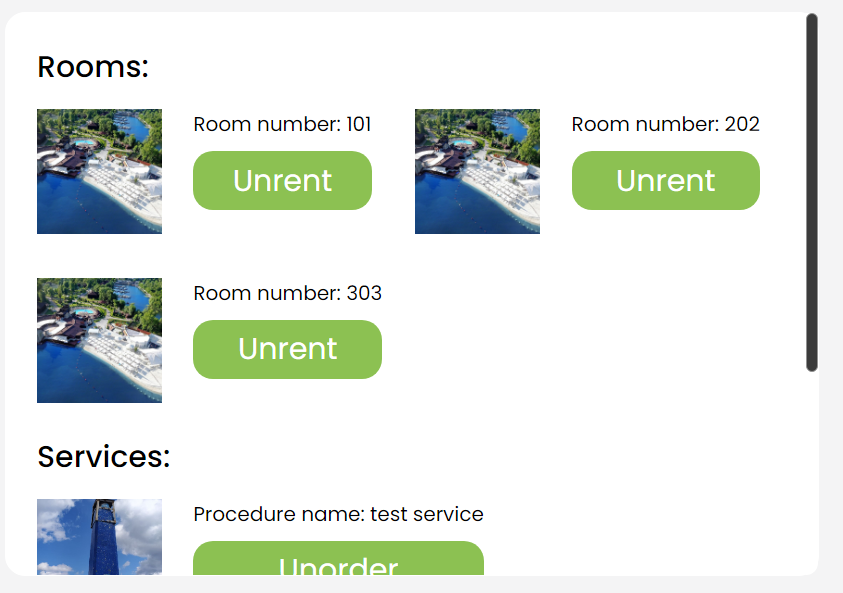 Rooms:
Room number: 101
Unrent
Room number: 202
Unrent
Room number: 303
Unrent
Services:
Procedure name: test service
Unorder